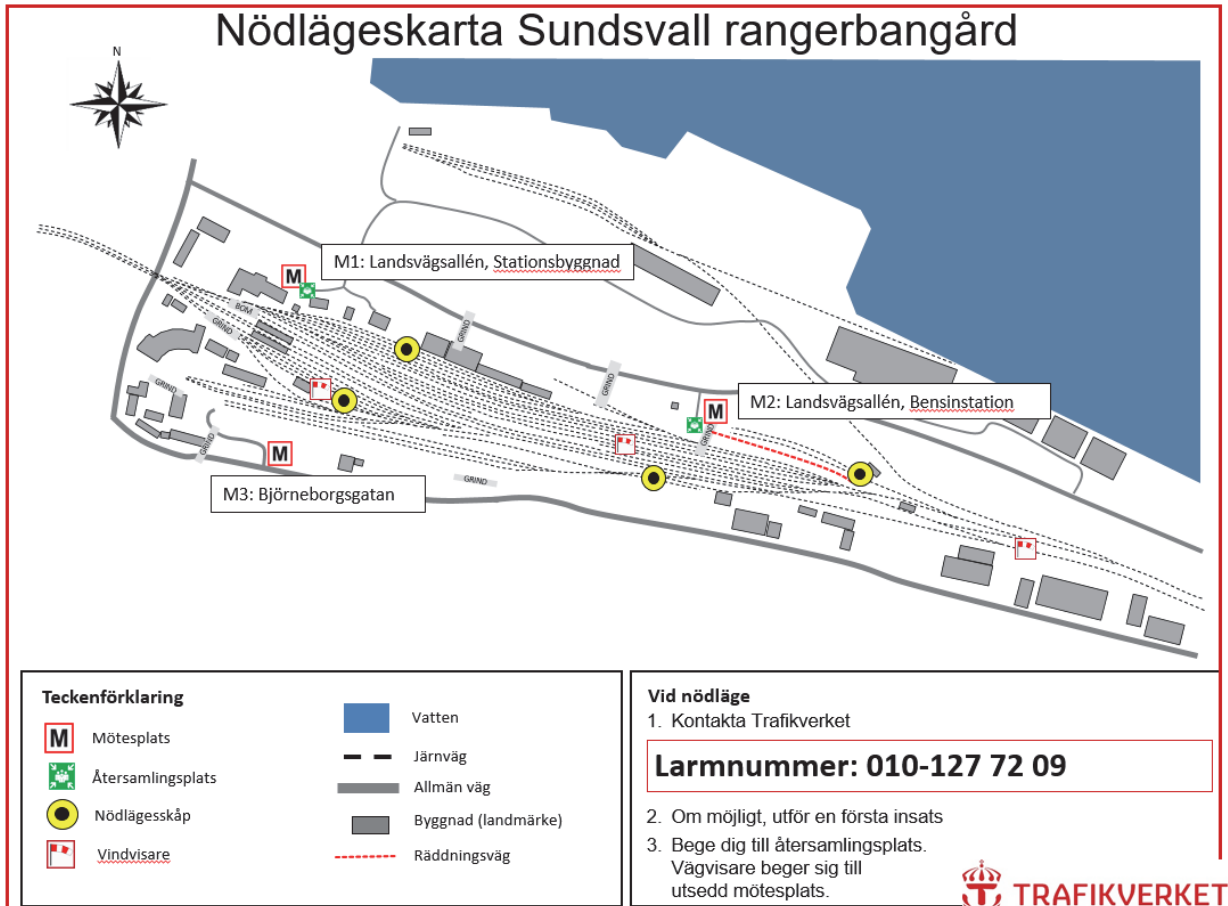 Nödlägeskarta Sundsvall rangerbangård
N
M1: Landsvägsallén, Stationsbyggnad
M
BOM
GRIND
GRIND
GRIND
GRIND
M2: Landsvägsallén, Bensinstation
M
GRIND
GRIND
M
GRIND
GRIND
M3: Björneborgsgatan
Teckenförklaring
M Mötesplats
Återsamlingsplats
Nödlägesskåp
Vindvisare
Vatten
Järnväg
Allmän väg
Byggnad (landmärke)
Räddningsväg
Vid nödläge
1. Kontakta Trafikverket
Larmnummer: 010-127 72 09
2. Om möjligt, utför en första insats
3. Bege dig till återsamlingsplats.
Vägvisare beger sig till
utsedd mötesplats.
TRAFIKVERKET